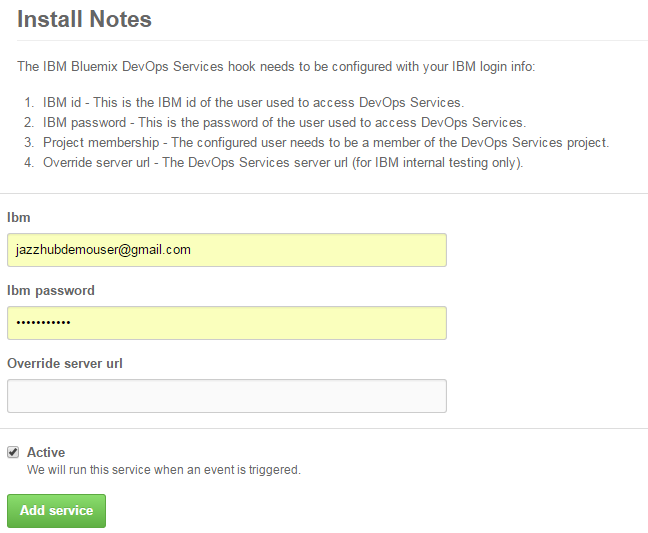 Install Notes
The IBM Bluemix DevOps Services hook needs to be configured with your IBM login info:
1. IBM id - This is the IBM id of the user used to access DevOps Services.
2. IBM password - This is the password of the user used to access DevOps Services.
3. Project membership - The configured user needs to be a member of the DevOps Services project.
4. Override server url - The DevOps Services server url (for IBM internal testing only).
Ibm
jazzhubdemouser@gmail.com
Ibm password
•••••••••••
Override server url
Active
We will run this service when an event is triggered.
Add service